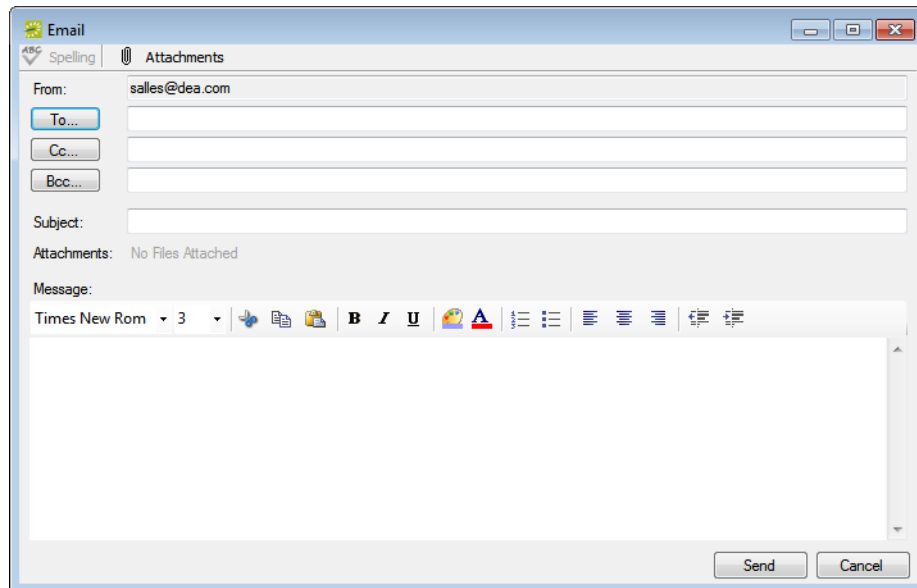 Email
ABC Spelling Attachments
From: salles@dea.com
To...
Cc...
Bcc...
Subject:
Attachments: No Files Attached
Message:
Times New Rom 3 B I U A
Send Cancel